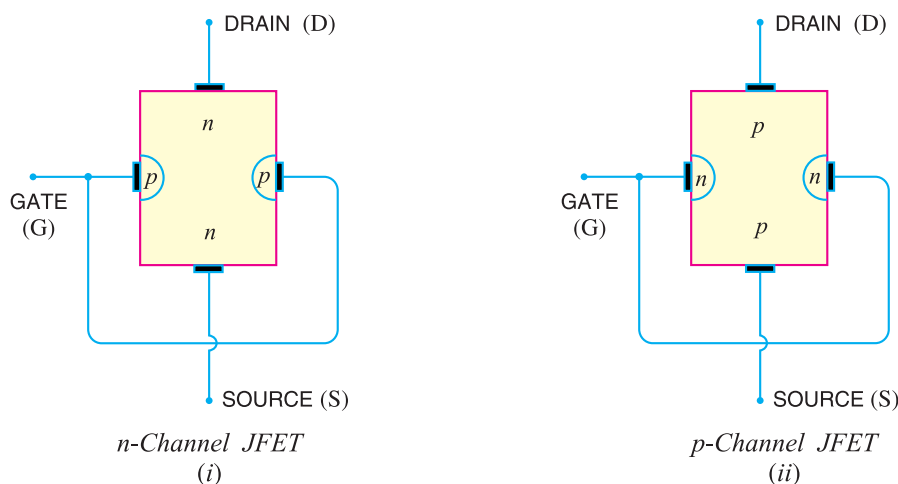 DRAIN (D)
n
p p
n
GATE
(G)
SOURCE (S)
n-Channel JFET
(i)
DRAIN (D)
p
n n
p
GATE
(G)
SOURCE (S)
p-Channel JFET
(ii)